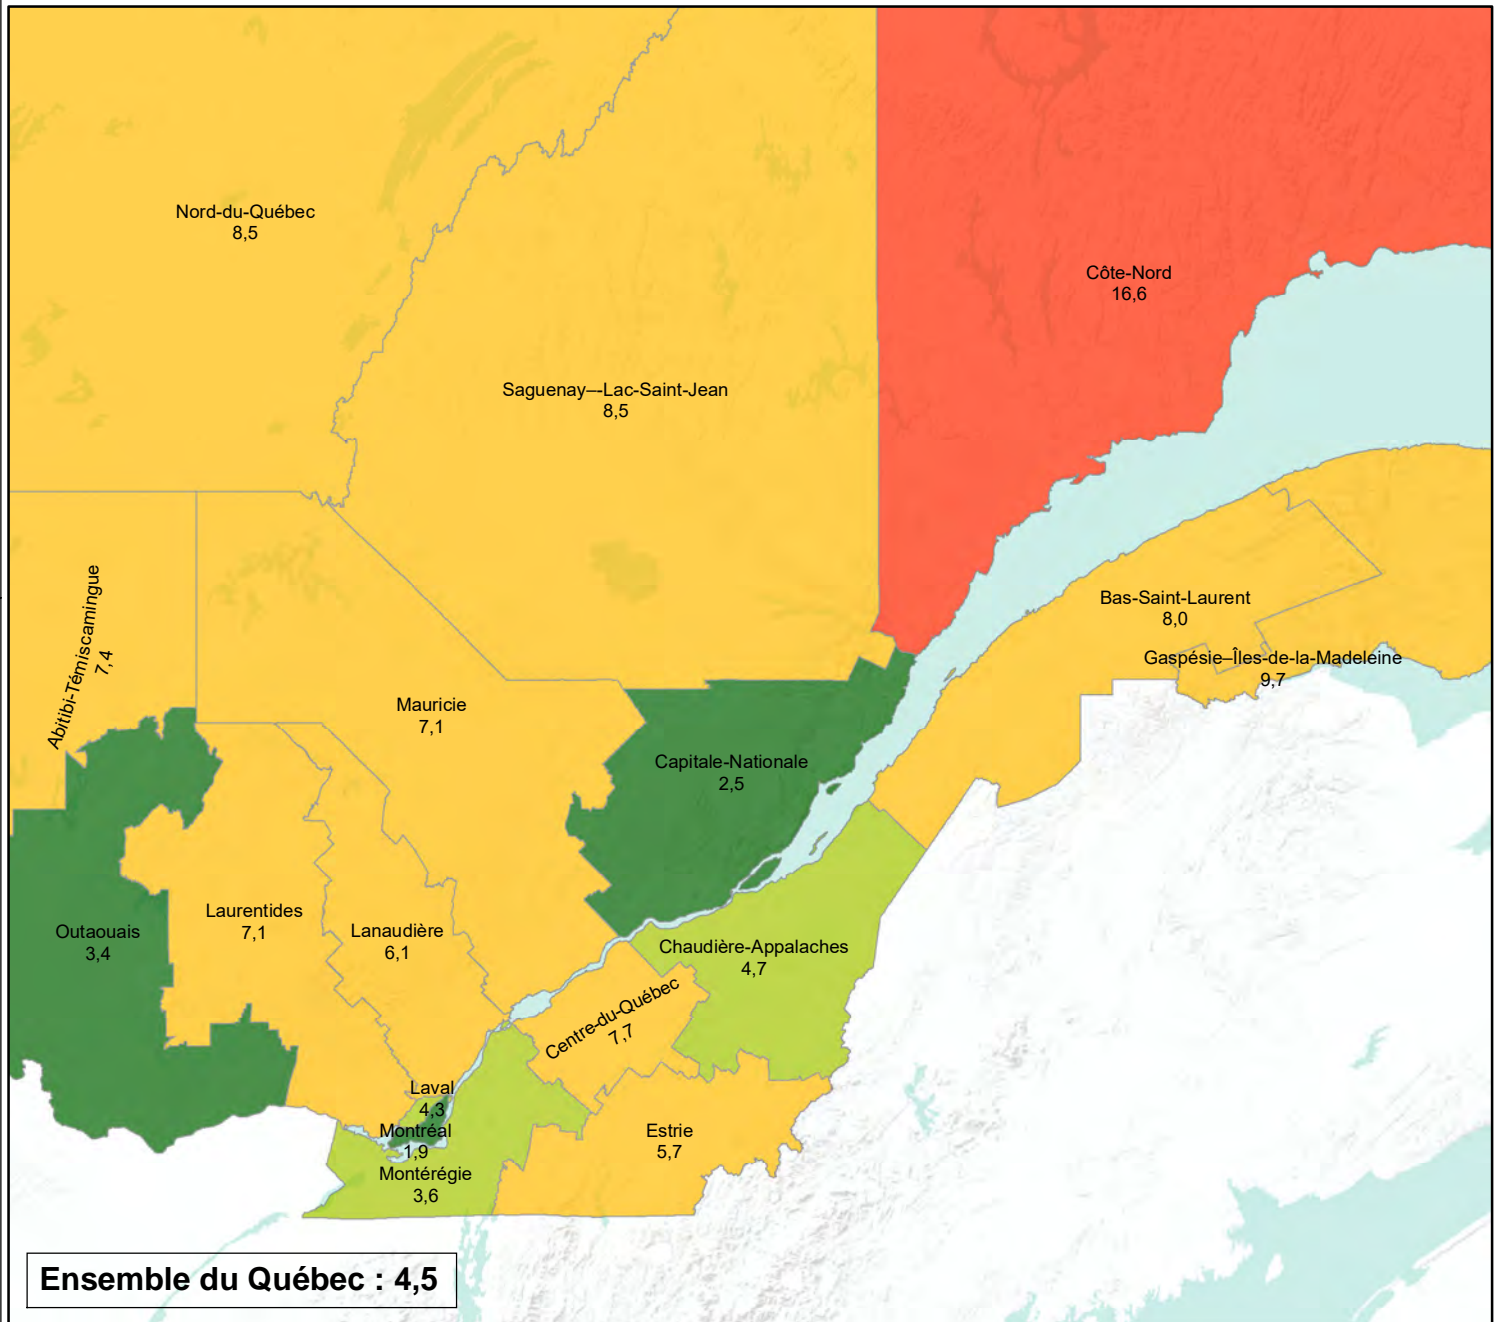 Nord-du-Québec
8,5
Côte-Nord
16,6
Saguenay–-Lac-Saint-Jean
8,5
Abitibi-Témiscamingue
7,4
Bas-Saint-Laurent
8,0
Gaspésie–Îles-de-la-Madeleine
9,7
Mauricie
7,1
Capitale-Nationale
2,5
Outaouais
3,4
Laurentides
7,1
Lanaudière
6,1
Chaudière-Appalaches
4,7
Centre-du-Québec
7,7
Laval
4,3
Montréal
1,9
Montérégie
3,6
Estrie
5,7
Ensemble du Québec : 4,5